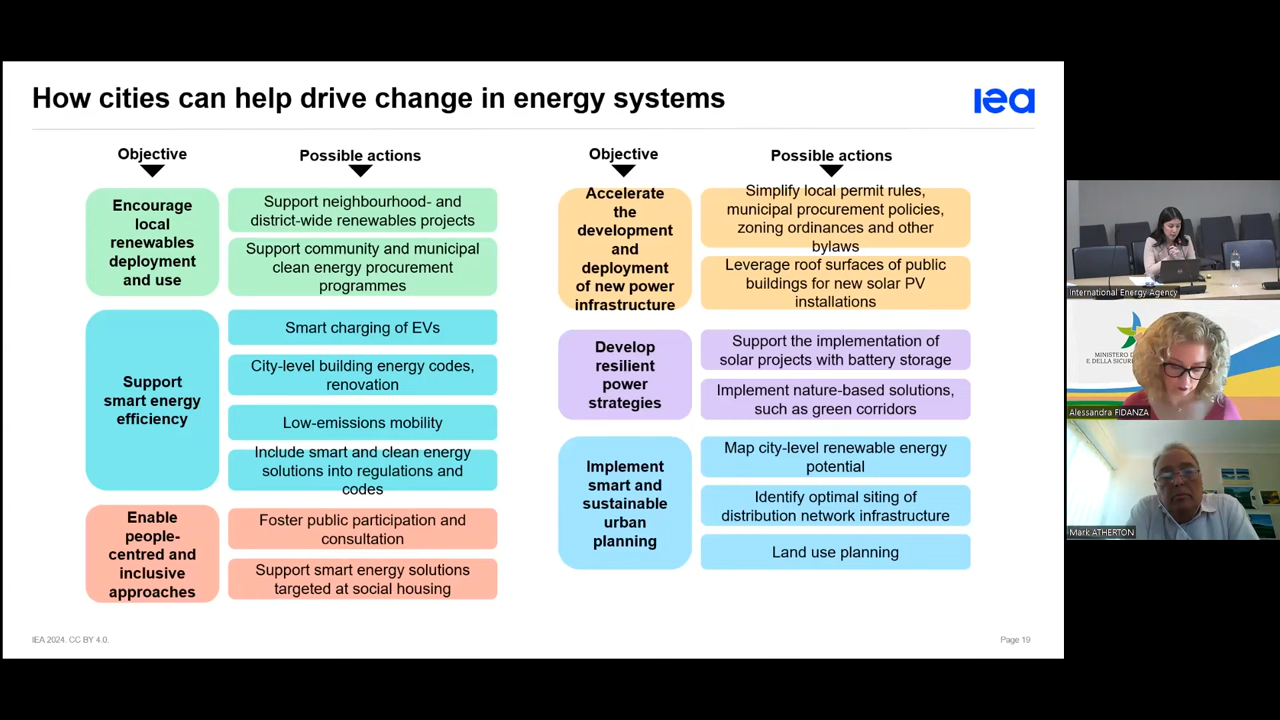 How cities can help drive change in energy systems
iea
Objective
Possible actions
Encourage
local
renewables
deployment
and use
Support neighbourhood- and
district-wide renewables projects
Support community and municipal
clean energy procurement
programmes
Support
smart energy
efficiency
Smart charging of EVs
City-level building energy codes,
renovation
Low-emissions mobility
Include smart and clean energy
solutions into regulations and
codes
Enable
people-
centred and
inclusive
approaches
Foster public participation and
consultation
Support smart energy solutions
targeted at social housing
Objective
Possible actions
Accelerate
the
development
and
deployment
of new power
infrastructure
Simplify local permit rules,
municipal procurement policies,
zoning ordinances and other
bylaws
Leverage roof surfaces of public
buildings for new solar PV
installations
Develop
resilient
power
strategies
Support the implementation of
solar projects with battery storage
Implement nature-based solutions,
such as green corridors
Implement
smart and
sustainable
urban
planning
Map city-level renewable energy
potential
Identify optimal siting of
distribution network infrastructure
Land use planning
IEA 2024. CC BY 4.0.
Page 19
International Energy Agency
MINISTERO
E DELLA
Alessandra FIDANZA
Mark ATHERTON